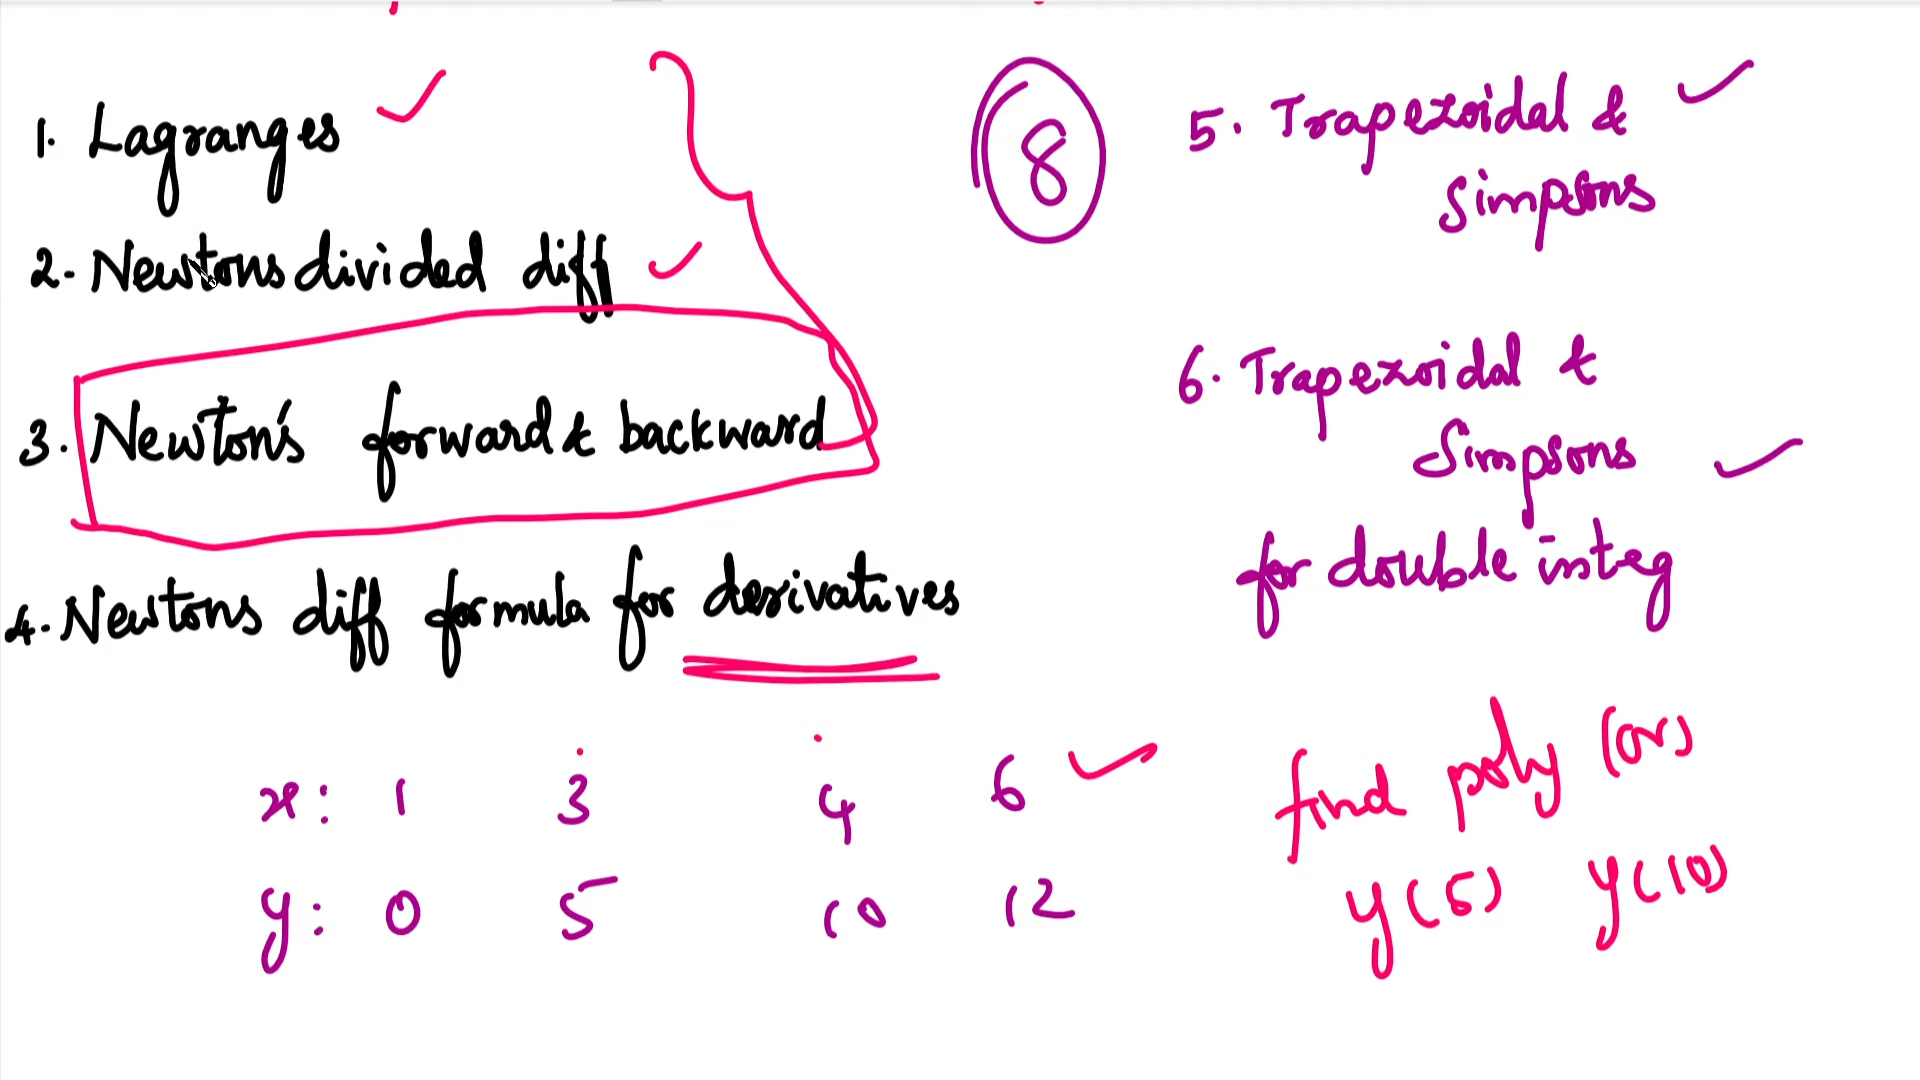 1. Lagranges
2. Newtons divided diff
3. Newton's forward & backward
4. Newtons diff formula for derivatives
8
5. Trapezoidal &
Simpsons
6. Trapezoidal &
Simpsons
for double integ
x: 1 3 4 6
y: 0 5 10 12
find poly (or)
y(5) y(10)